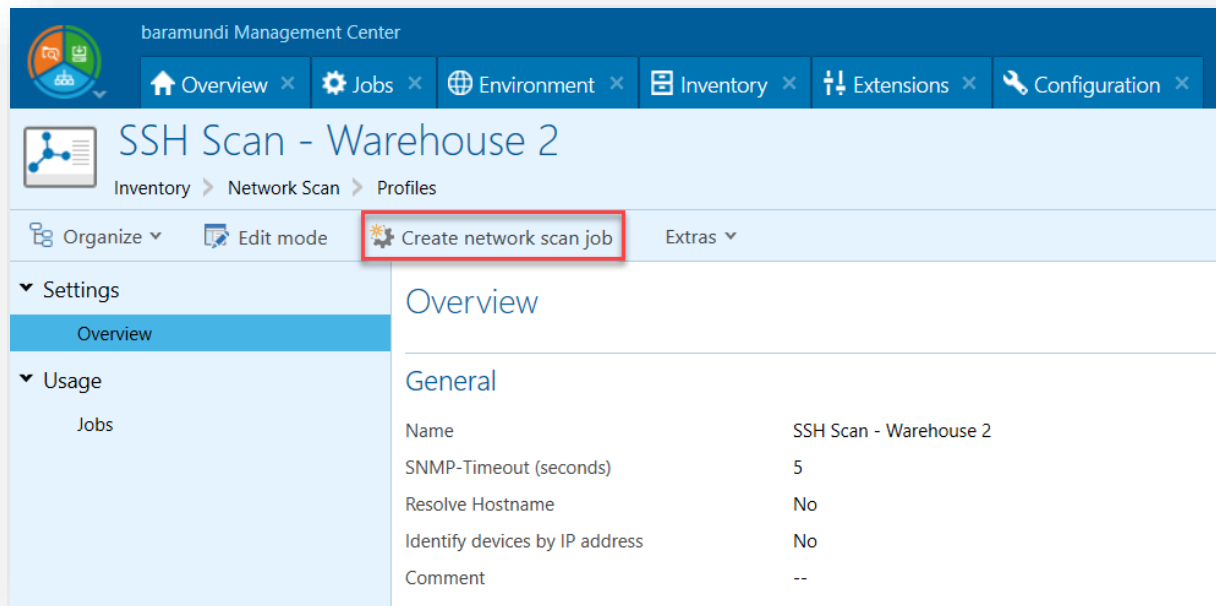 baramundi Management Center
Overview × Jobs × Environment × Inventory × Extensions × Configuration ×
SSH Scan - Warehouse 2
Inventory > Network Scan > Profiles
Organize Edit mode Create network scan job Extras
Settings
Overview
Usage
Jobs
Overview
General
Name SSH Scan - Warehouse 2
SNMP-Timeout (seconds) 5
Resolve Hostname No
Identify devices by IP address No
Comment --